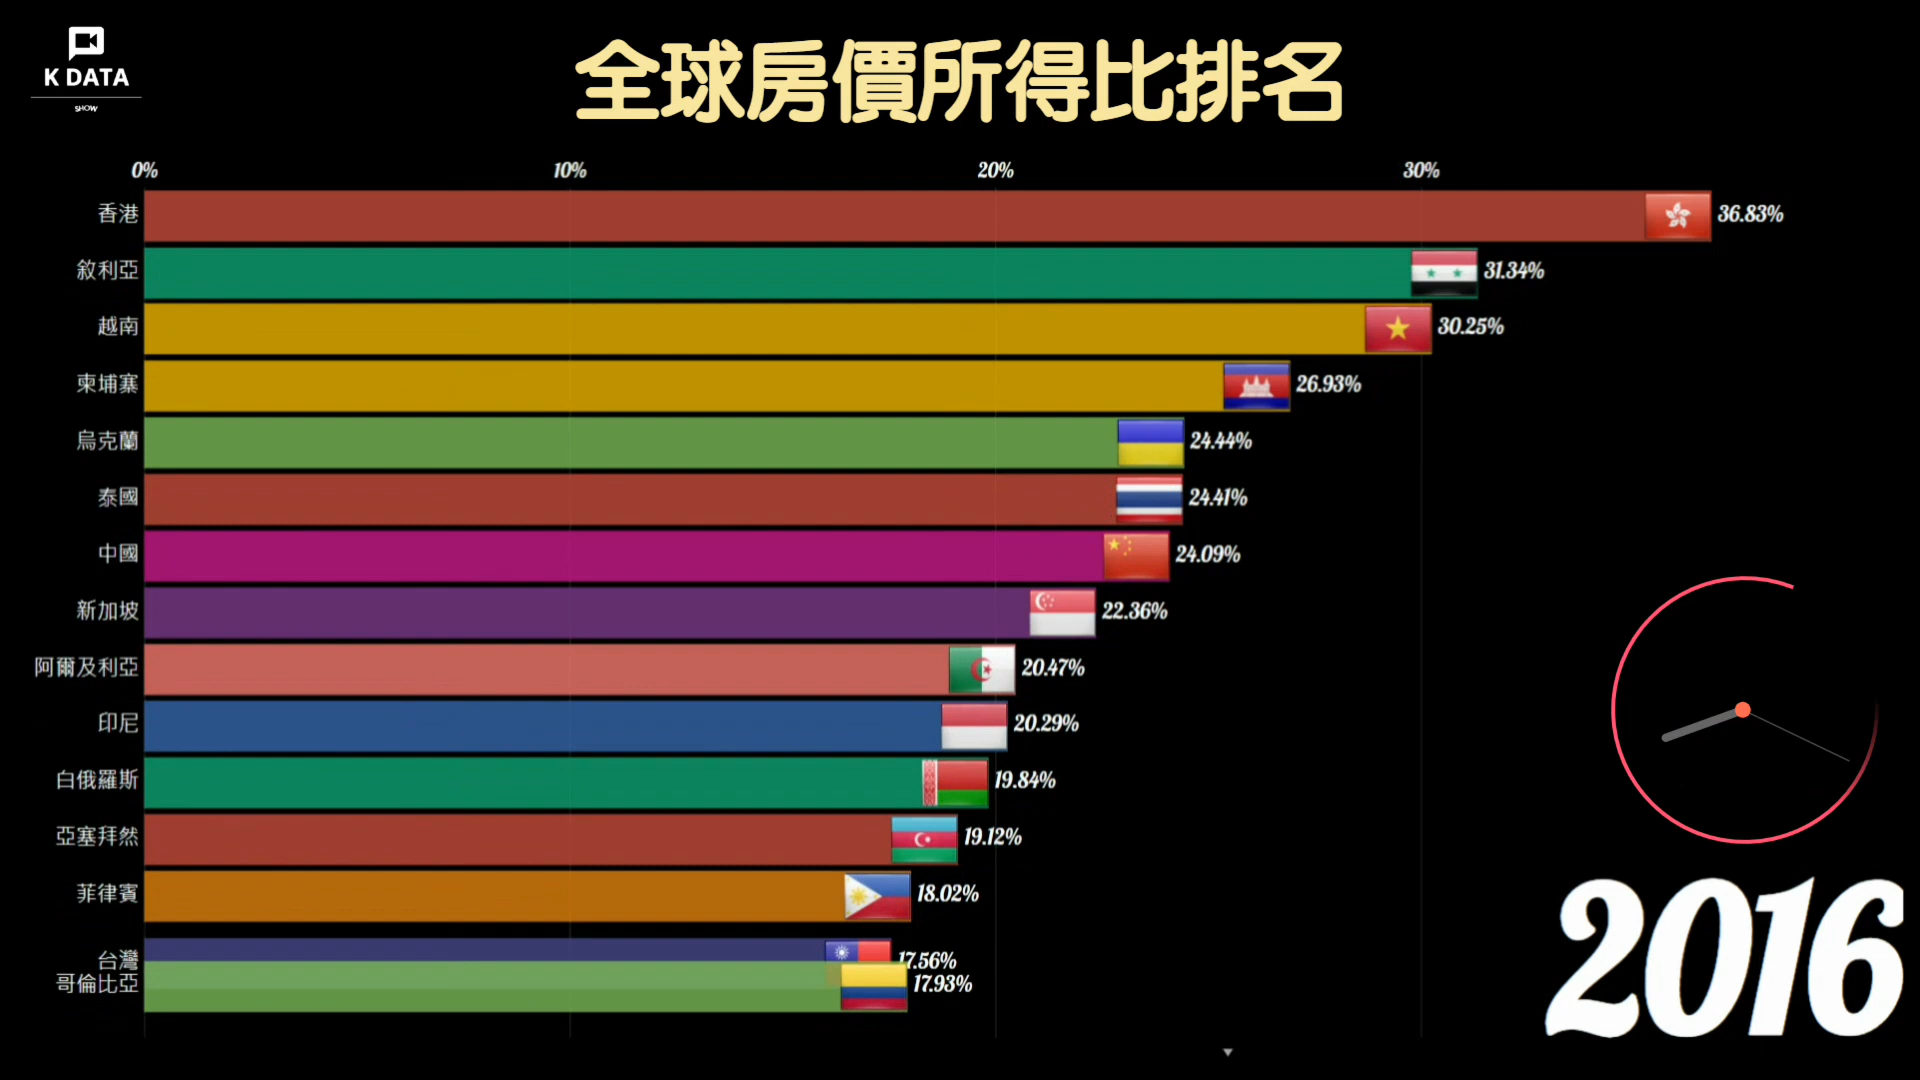 K DATA
SHOW
全球房價所得比排名
0% 10% 20% 30%
香港 36.83%
敘利亞 31.34%
越南 30.25%
柬埔寨 26.93%
烏克蘭 24.44%
泰國 24.41%
中國 24.09%
新加坡 22.36%
阿爾及利亞 20.47%
印尼 20.29%
白俄羅斯 19.84%
亞塞拜然 19.12%
菲律賓 18.02%
台灣 17.56%
哥倫比亞 17.93%
2016